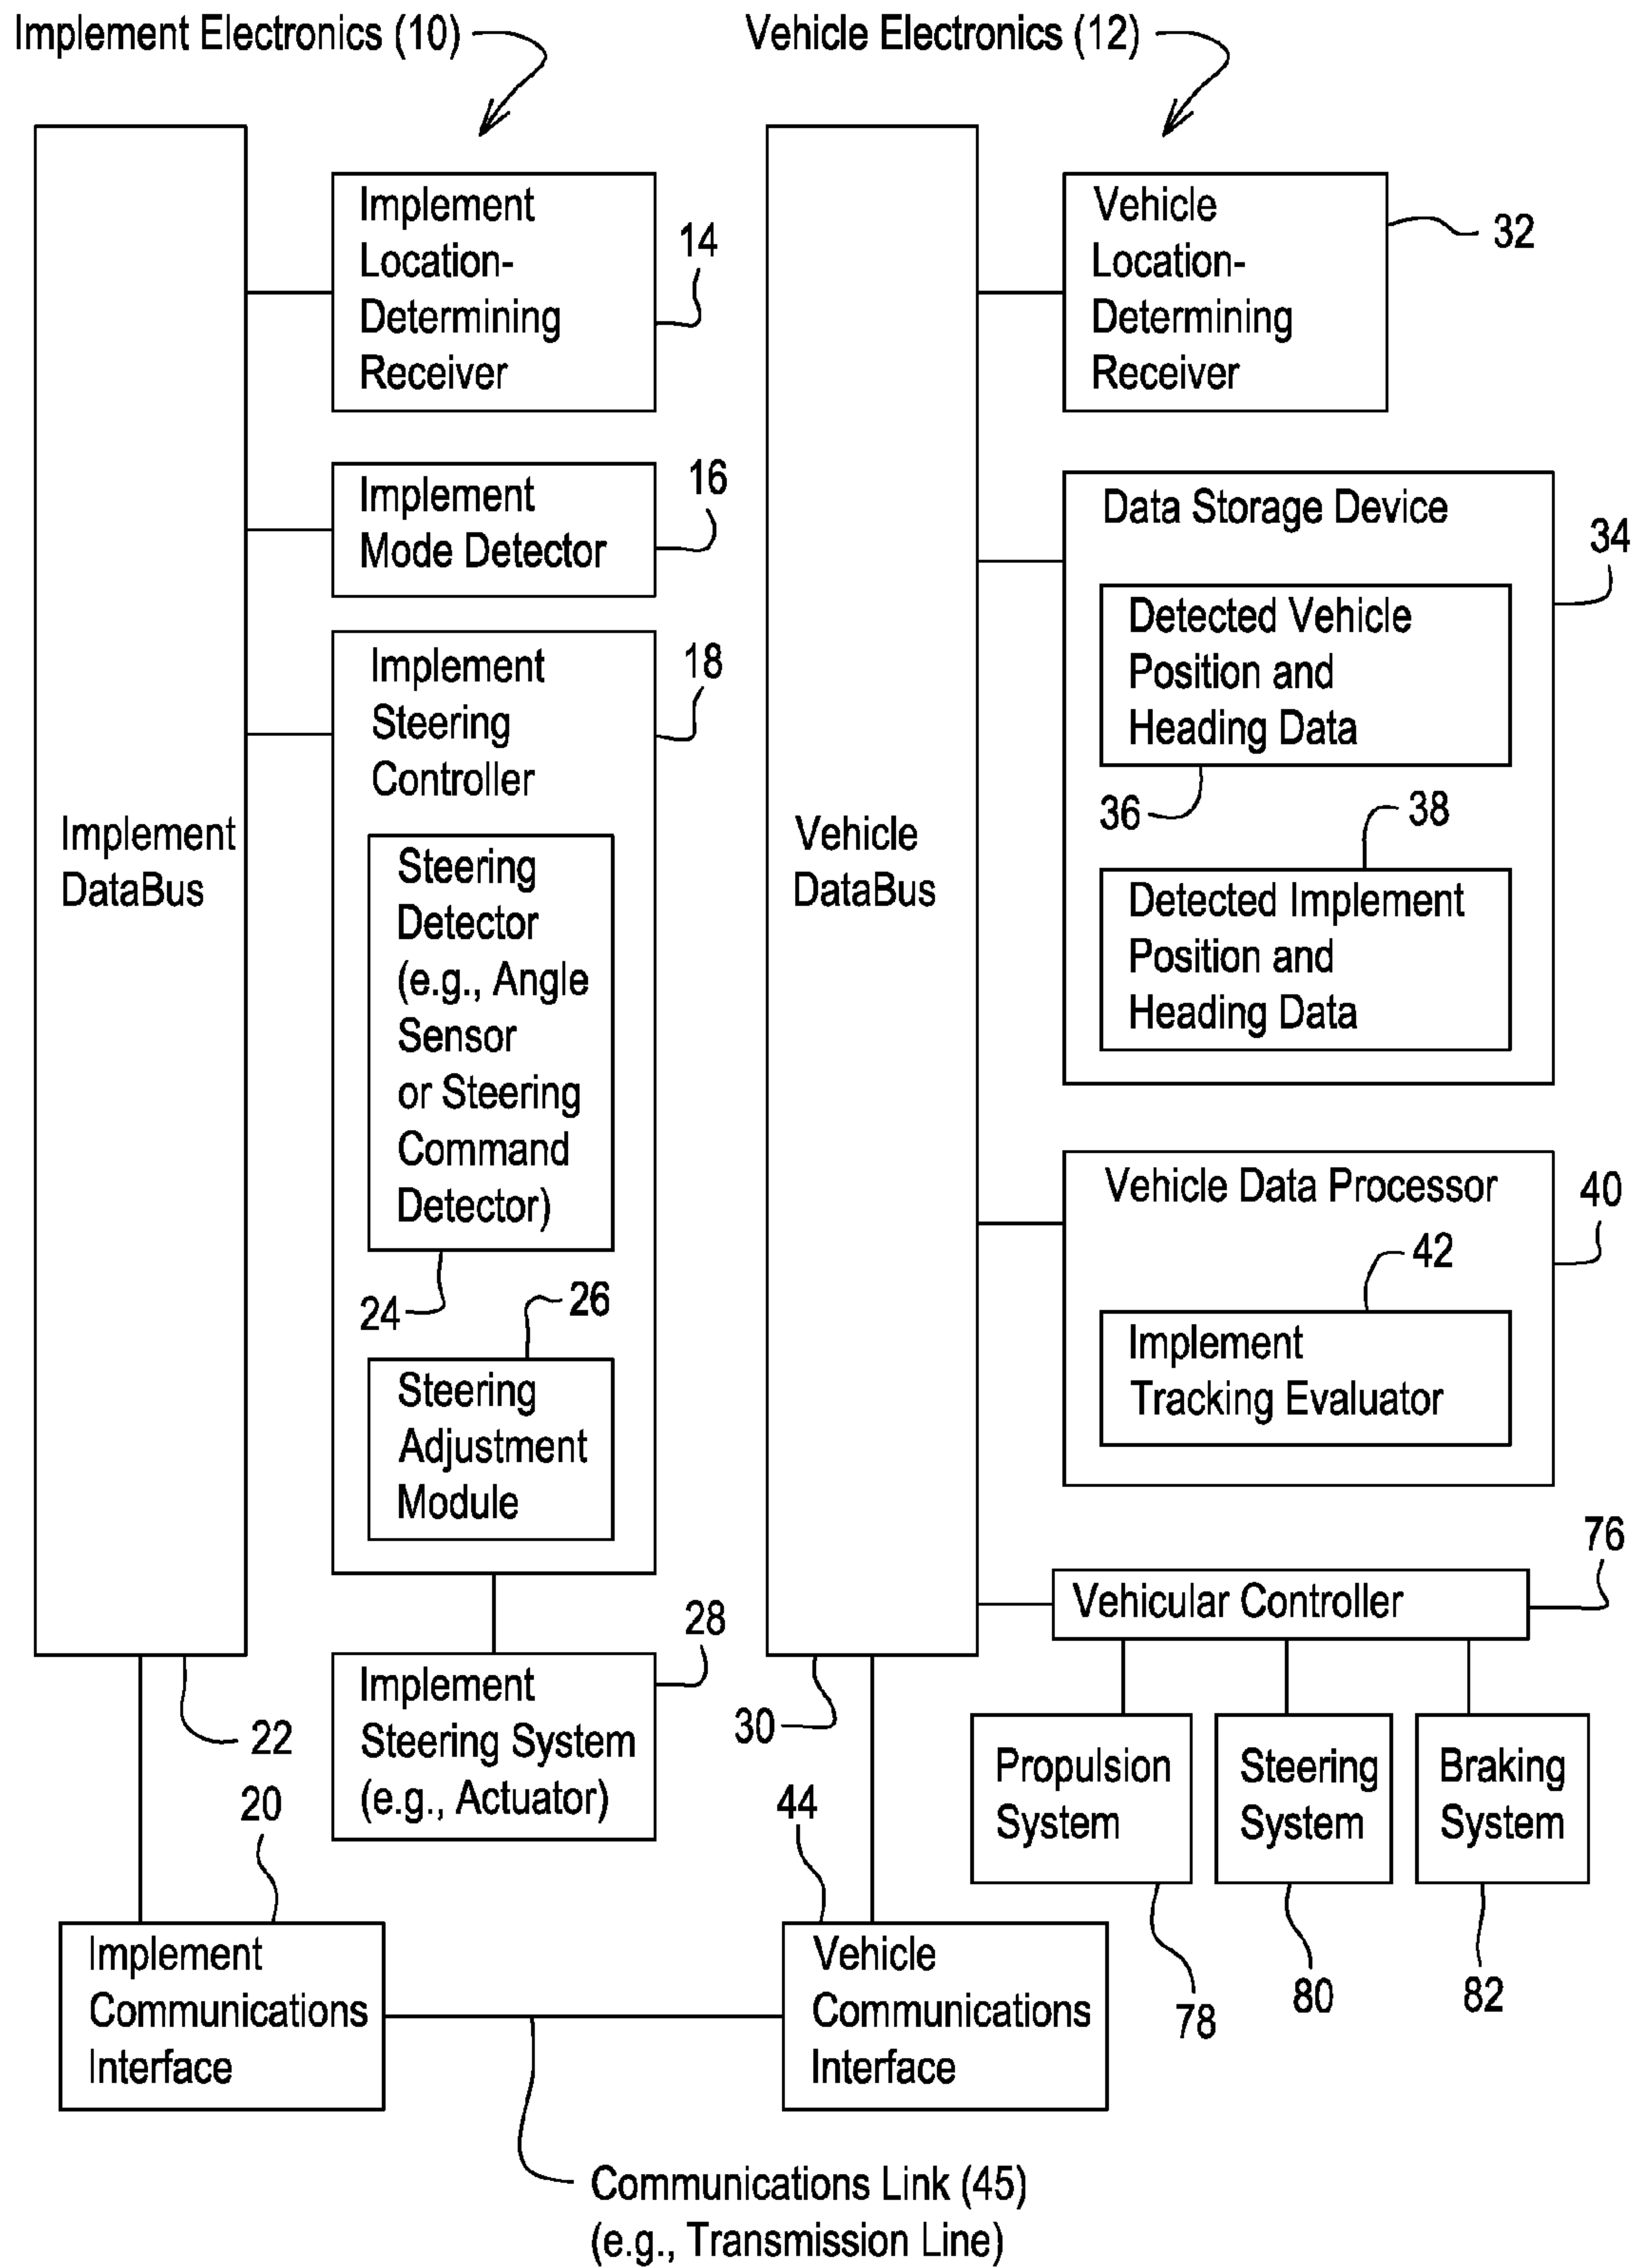 Implement Electronics (10)
Vehicle Electronics (12)
Implement
DataBus
22
Implement
Location-
Determining
Receiver
14
Implement
Mode Detector
16
Implement
Steering
Controller
18
Steering
Detector
(e.g., Angle
Sensor
or Steering
Command
Detector)
24
26
Steering
Adjustment
Module
Implement
Steering System
(e.g., Actuator)
28
20
Implement
Communications
Interface
Vehicle
DataBus
30
Vehicle
Location-
Determining
Receiver
32
Data Storage Device
34
Detected Vehicle
Position and
Heading Data
36
38
Detected Implement
Position and
Heading Data
Vehicle Data Processor
40
42
Implement
Tracking Evaluator
76
Vehicular Controller
Propulsion
System
78
Steering
System
80
Braking
System
82
44
Vehicle
Communications
Interface
Communications Link (45)
(e.g., Transmission Line)